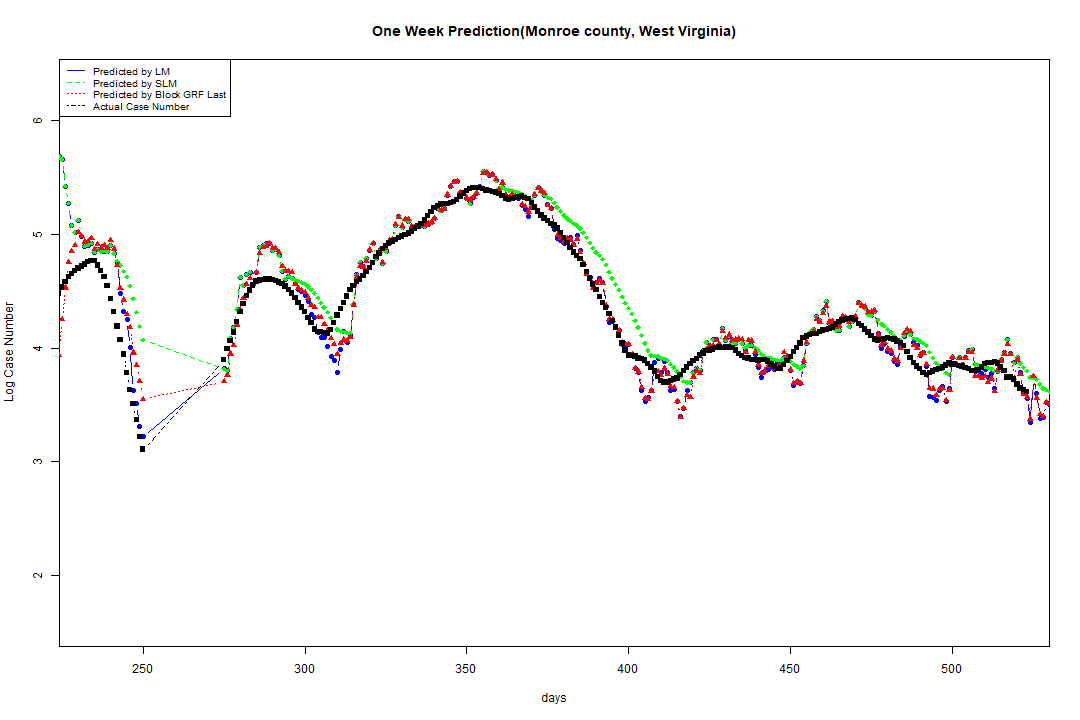 One Week Prediction(Monroe county, West Virginia)
Predicted by LM
Predicted by SLM
Predicted by Block GRF Last
Actual Case Number
6
5
4
3
2
Log Case Number
250 300 350 400 450 500
days